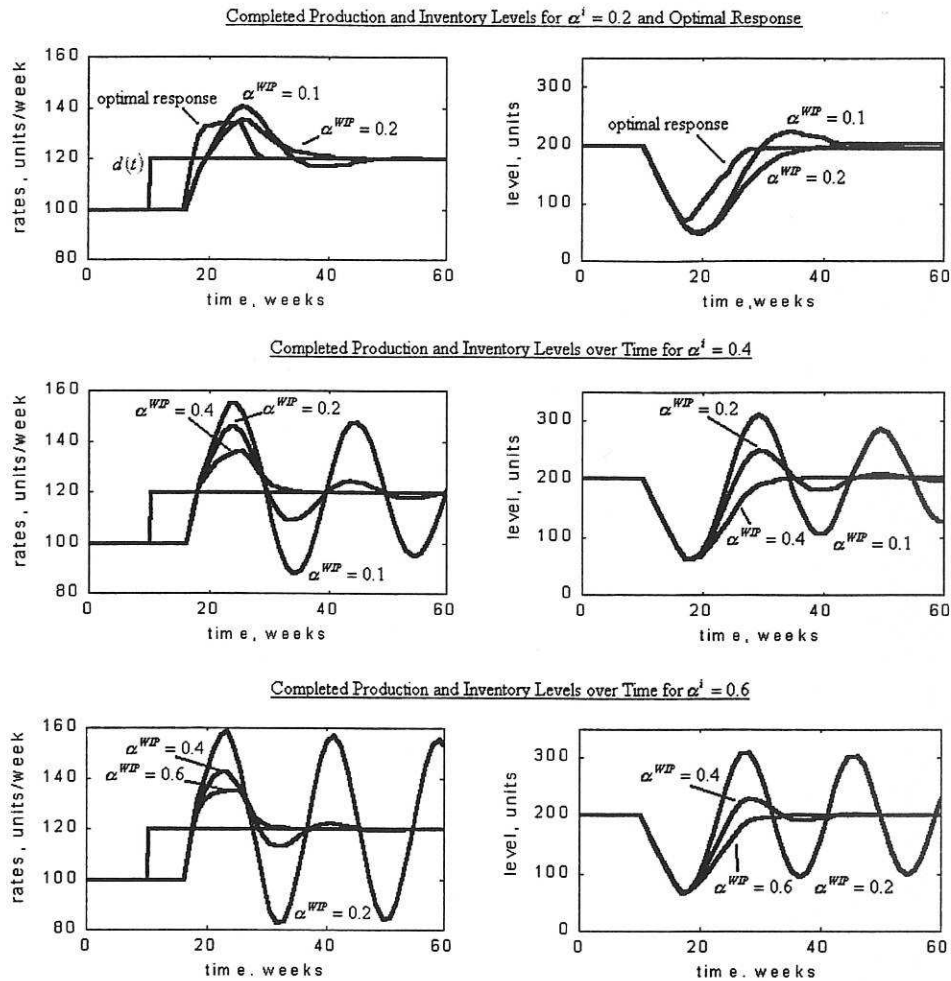 Completed Production and Inventory Levels for α^i = 0.2 and Optimal Response
rates, units/week
160
140
120
100
80
optimal response
α^WIP = 0.1
α^WIP = 0.2
d(t)
0 20 40 60
time, weeks
level, units
300
200
100
0
optimal response
α^WIP = 0.1
α^WIP = 0.2
0 20 40 60
time,weeks
Completed Production and Inventory Levels over Time for α^i = 0.4
rates, units/week
160
140
120
100
80
α^WIP = 0.4
α^WIP = 0.2
α^WIP = 0.1
0 20 40 60
time, weeks
level, units
300
200
100
0
α^WIP = 0.2
α^WIP = 0.4
α^WIP = 0.1
0 20 40 60
time, weeks
Completed Production and Inventory Levels over Time for α^i = 0.6
rates, units/week
160
140
120
100
80
α^WIP = 0.4
α^WIP = 0.6
α^WIP = 0.2
0 20 40 60
time. weeks
level, units
300
200
100
0
α^WIP = 0.4
α^WIP = 0.6
α^WIP = 0.2
0 20 40 60
time. weeks